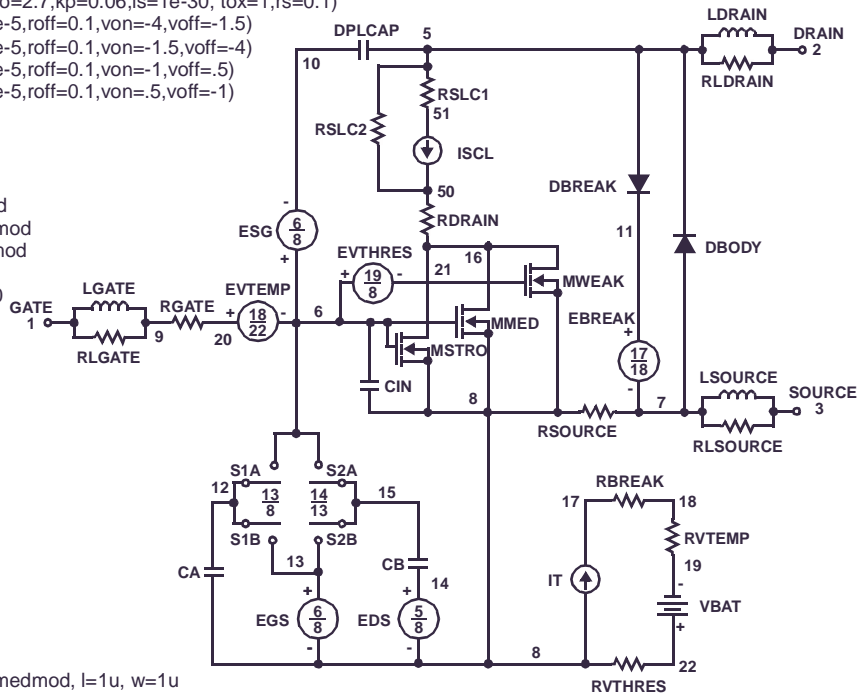 o=2.7,kp=0.06,is=1e-30, tox=1,rs=0.1)
e-5,roff=0.1,von=-4,voff=-1.5)
e-5,roff=0.1,von=-1.5,voff=-4)
e-5,roff=0.1,von=-1,voff=.5)
e-5,roff=0.1,von=.5,voff=-1)
d
mod
mod
0
medmod, l=1u, w=1u
LDRAIN
DPLCAP
5
DRAIN
2
10
RLDRAIN
RSLC1
51
RSLC2
ISCL
50
DBREAK
RDRAIN
-
ESG
6
8
+
EVTHRES
16
11
DBODY
+
19
8
-
21
MWEAK
LGATE
EVTEMP
GATE
1
RGATE
+
18
22
-
6
MMED
EBREAK
+
9
20
MSTRO
17
18
-
RLGATE
LSOURCE
CIN
SOURCE
3
8
7
RSOURCE
RLSOURCE
S1A
S2A
12
13
8
14
13
15
RBREAK
17
18
S1B
S2B
RVTEMP
13
CB
19
CA
14
IT
-
+
+
VBAT
EGS
6
8
EDS
5
8
+
-
-
8
22
RVTHRES